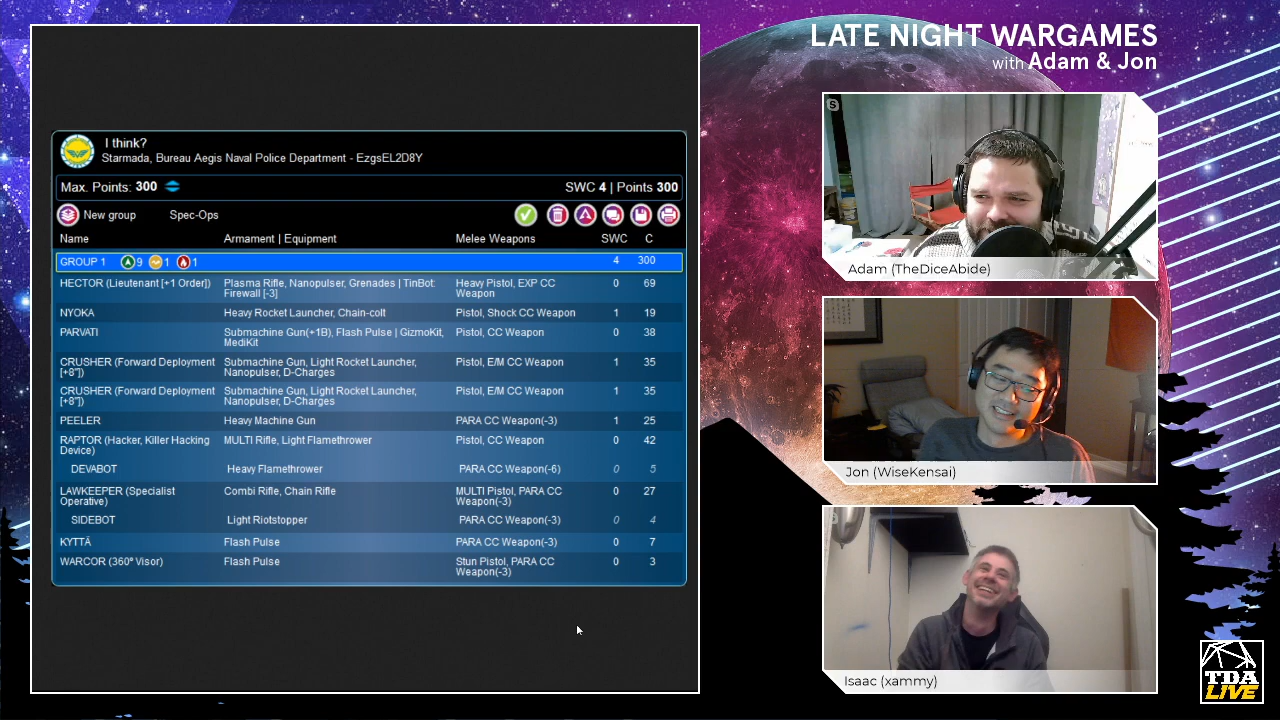 LATE NIGHT WARGAMES
with Adam & Jon
I think?
Starmada, Bureau Aegis Naval Police Department - EzgsEL2D8Y
Max. Points: 300 SWC 4 | Points 300
New group Spec-Ops
Name Armament | Equipment Melee Weapons SWC C
GROUP 1 9 1 1 4 300
HECTOR (Lieutenant [+1 Order]) Plasma Rifle, Nanopulser, Grenades | TinBot: Heavy Pistol, EXP CC 0 69
Firewall [-3] Weapon
NYOKA Heavy Rocket Launcher, Chain-colt Pistol, Shock CC Weapon 1 19
PARVATI Submachine Gun(+1B), Flash Pulse | GizmoKit, Pistol, CC Weapon 0 38
MediKit
CRUSHER (Forward Deployment Submachine Gun, Light Rocket Launcher, Pistol, E/M CC Weapon 1 35
[+8"]) Nanopulser, D-Charges
CRUSHER (Forward Deployment Submachine Gun, Light Rocket Launcher, Pistol, E/M CC Weapon 1 35
[+8"]) Nanopulser, D-Charges
PEELER Heavy Machine Gun PARA CC Weapon(-3) 1 25
RAPTOR (Hacker, Killer Hacking MULTI Rifle, Light Flamethrower Pistol, CC Weapon 0 42
Device)
DEVABOT Heavy Flamethrower PARA CC Weapon(-6) 0 5
LAWKEEPER (Specialist Combi Rifle, Chain Rifle MULTI Pistol, PARA CC 0 27
Operative) Weapon(-3)
SIDEBOT Light Riotstopper PARA CC Weapon(-3) 0 4
KYTTÄ Flash Pulse PARA CC Weapon(-3) 0 7
WARCOR (360º Visor) Flash Pulse Stun Pistol, PARA CC 0 3
Weapon(-3)
Adam (TheDiceAbide)
Jon (WiseKensai)
Isaac (xammy)
TDA
LIVE